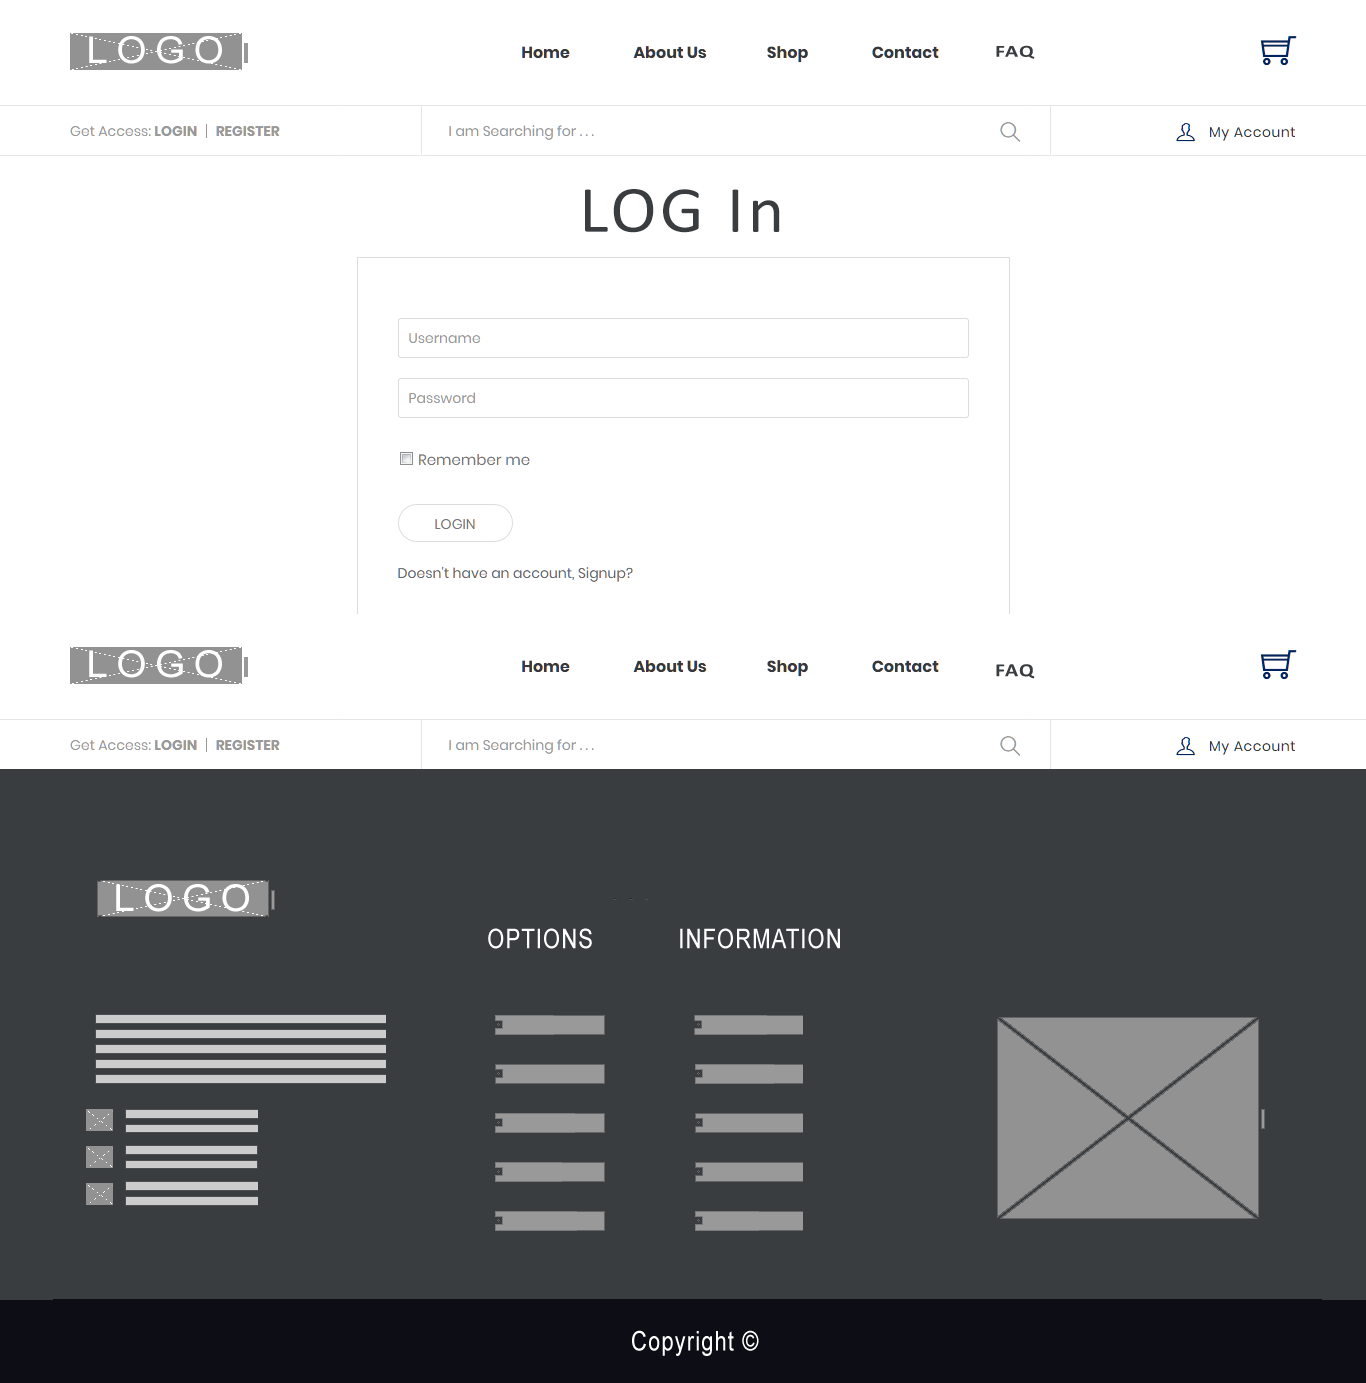 LOGO Home About Us Shop Contact FAQ
Get Access: LOGIN | REGISTER I am Searching for . . . My Account
LOG In
Username
Password
Remember me
LOGIN
Doesn't have an account, Signup?
LOGO Home About Us Shop Contact FAQ
Get Access: LOGIN | REGISTER I am Searching for . . . My Account
LOGO
OPTIONS INFORMATION
Copyright ©